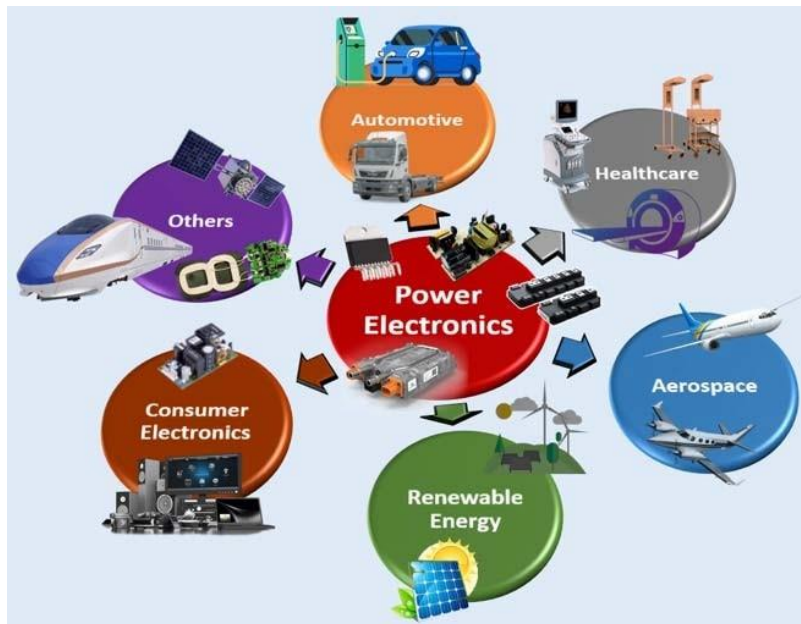 Automotive
Healthcare
Others
Power
Electronics
Aerospace
Consumer
Electronics
Renewable
Energy